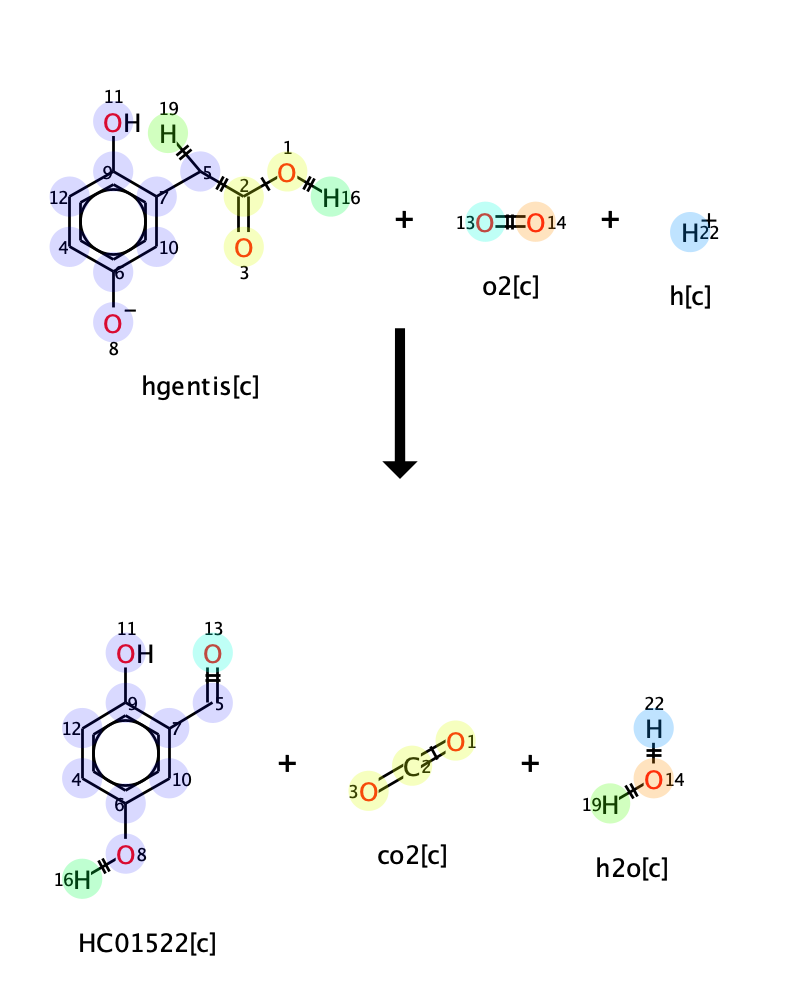 11
OH
19
H
1
O
9
5
2
12
7
H16
+
13O
O14
+
H22
+
4
10
O
3
6
O−
8
o2[c]
h[c]
hgentis[c]
11
OH
13
O
9
5
12
7
22
H
O1
C2
4
10
3O
+
+
O14
19H
6
O8
16H
co2[c]
h2o[c]
HC01522[c]